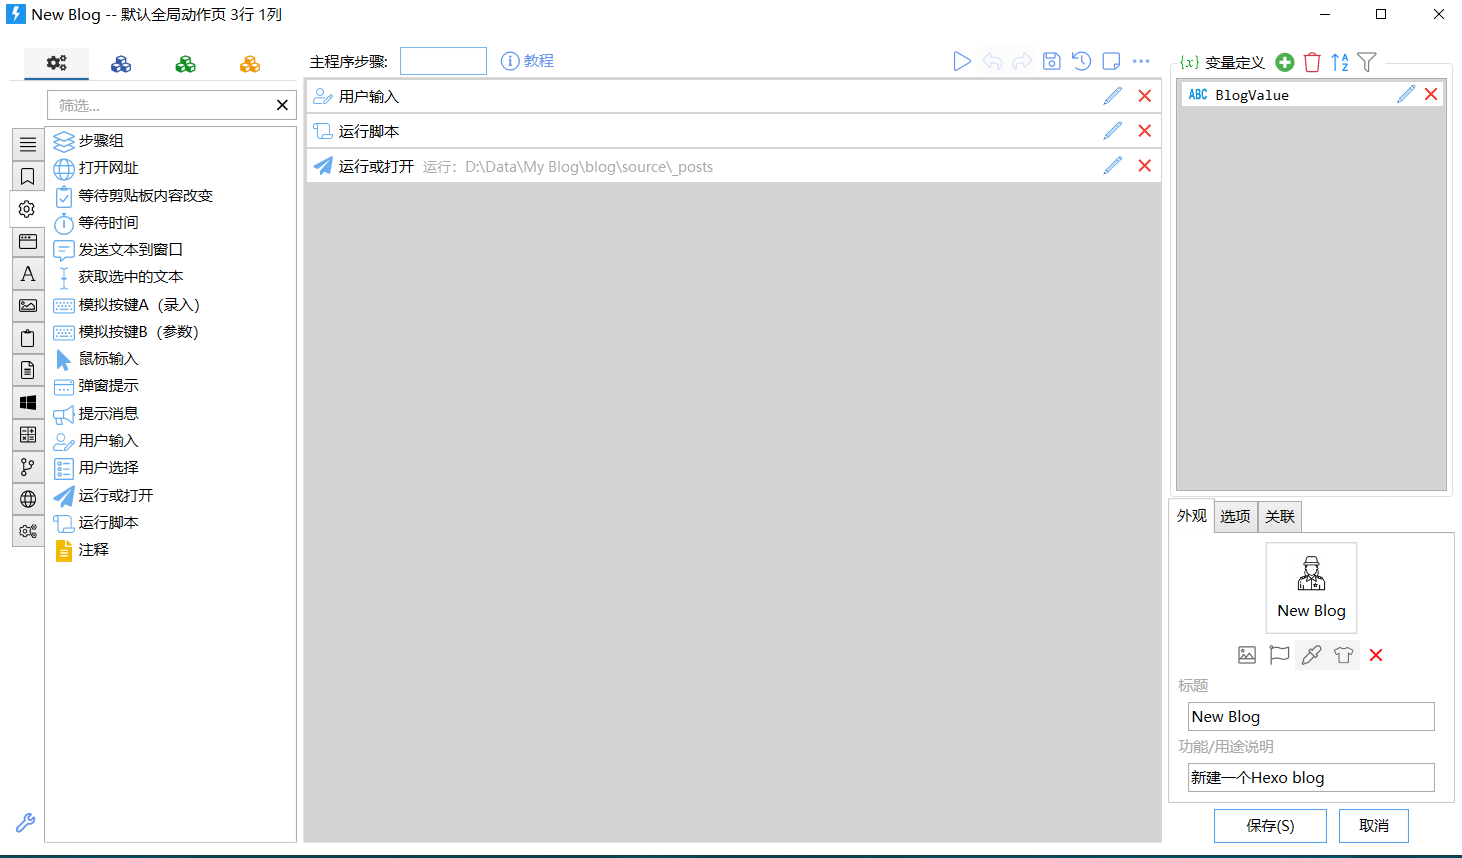 New Blog -- 默认全局动作页 3行 1列
主程序步骤:
教程
{x} 变量定义
筛选...
步骤组
打开网址
等待剪贴板内容改变
等待时间
发送文本到窗口
获取选中的文本
模拟按键A（录入）
模拟按键B（参数）
鼠标输入
弹窗提示
提示消息
用户输入
用户选择
运行或打开
运行脚本
注释
用户输入
运行脚本
运行或打开 运行：D:\Data\My Blog\blog\source\_posts
ABC BlogValue
外观 选项 关联
New Blog
标题
New Blog
功能/用途说明
新建一个Hexo blog
保存(S) 取消